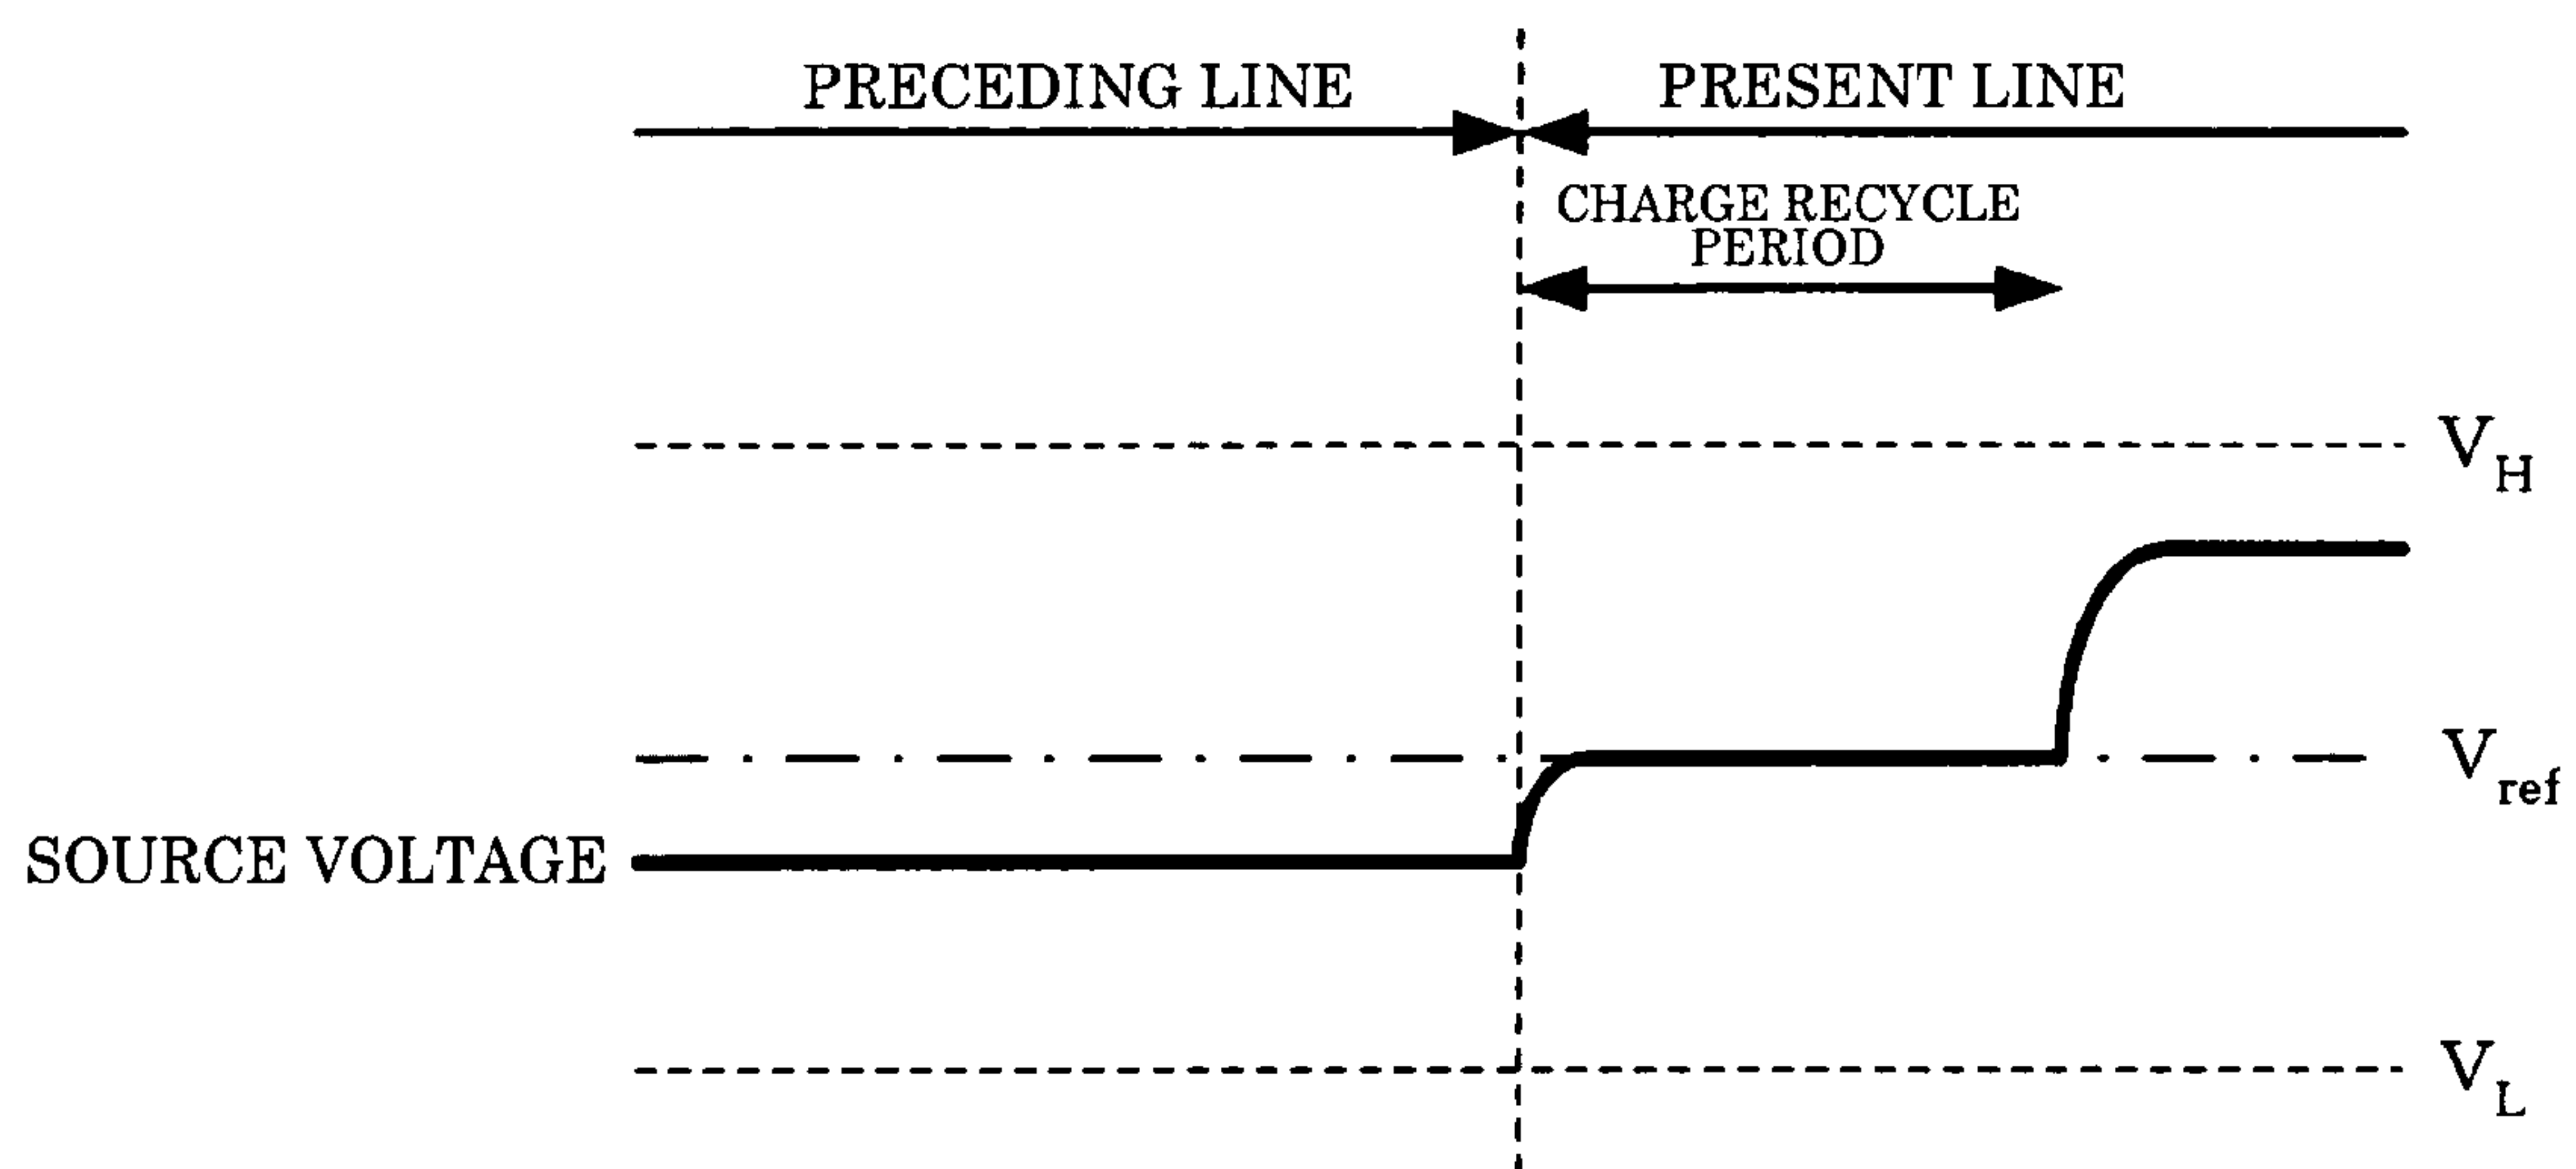 PRECEDING LINE
PRESENT LINE
CHARGE RECYCLE
PERIOD
V_H
V_ref
SOURCE VOLTAGE
V_L